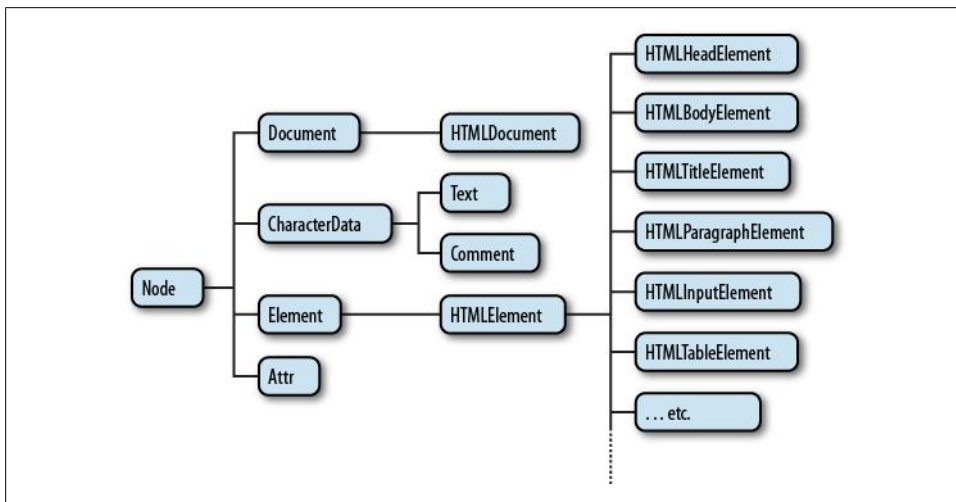 Node
Document
HTMLDocument
CharacterData
Text
Comment
Element
HTMLElement
Attr
HTMLHeadElement
HTMLBodyElement
HTMLTitleElement
HTMLParagraphElement
HTMLInputElement
HTMLTableElement
. . . etc.